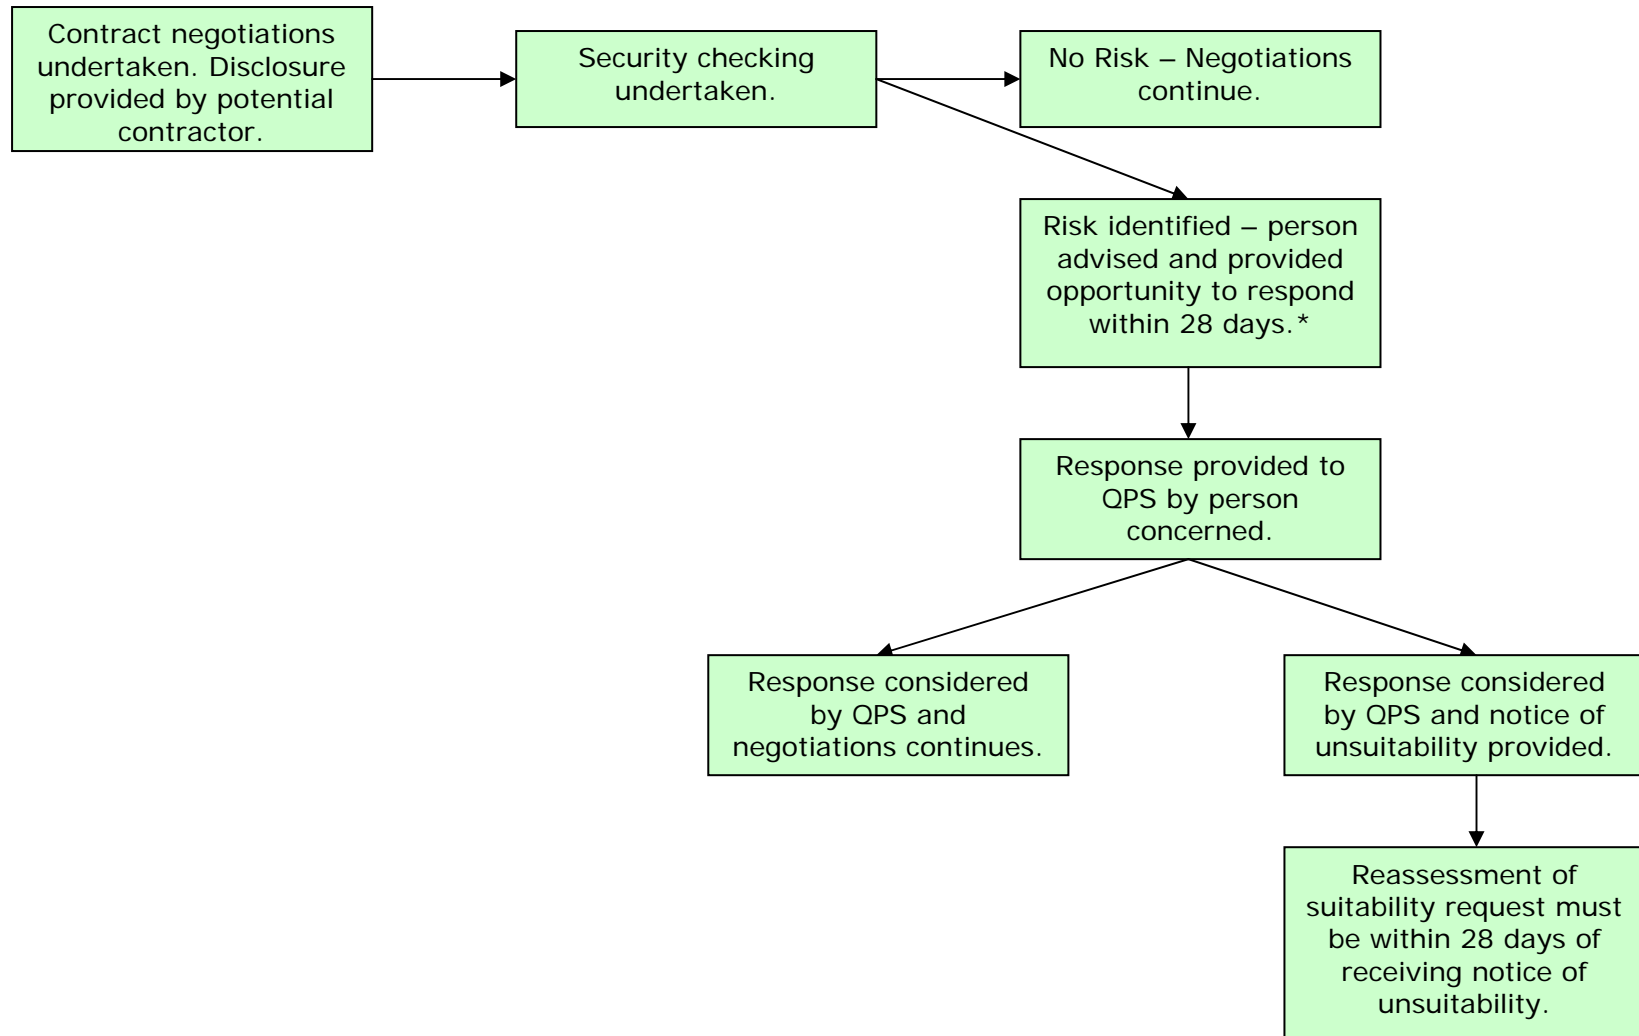 Contract negotiations
undertaken. Disclosure
provided by potential
contractor.
Security checking
undertaken.
No Risk – Negotiations
continue.
Risk identified – person
advised and provided
opportunity to respond
within 28 days.*
Response provided to
QPS by person
concerned.
Response considered
by QPS and
negotiations continues.
Response considered
by QPS and notice of
unsuitability provided.
Reassessment of
suitability request must
be within 28 days of
receiving notice of
unsuitability.